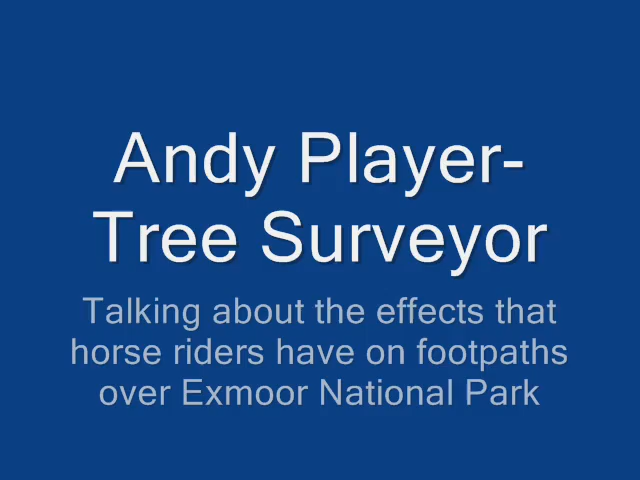 Andy Player-
Tree Surveyor
Talking about the effects that
horse riders have on footpaths
over Exmoor National Park